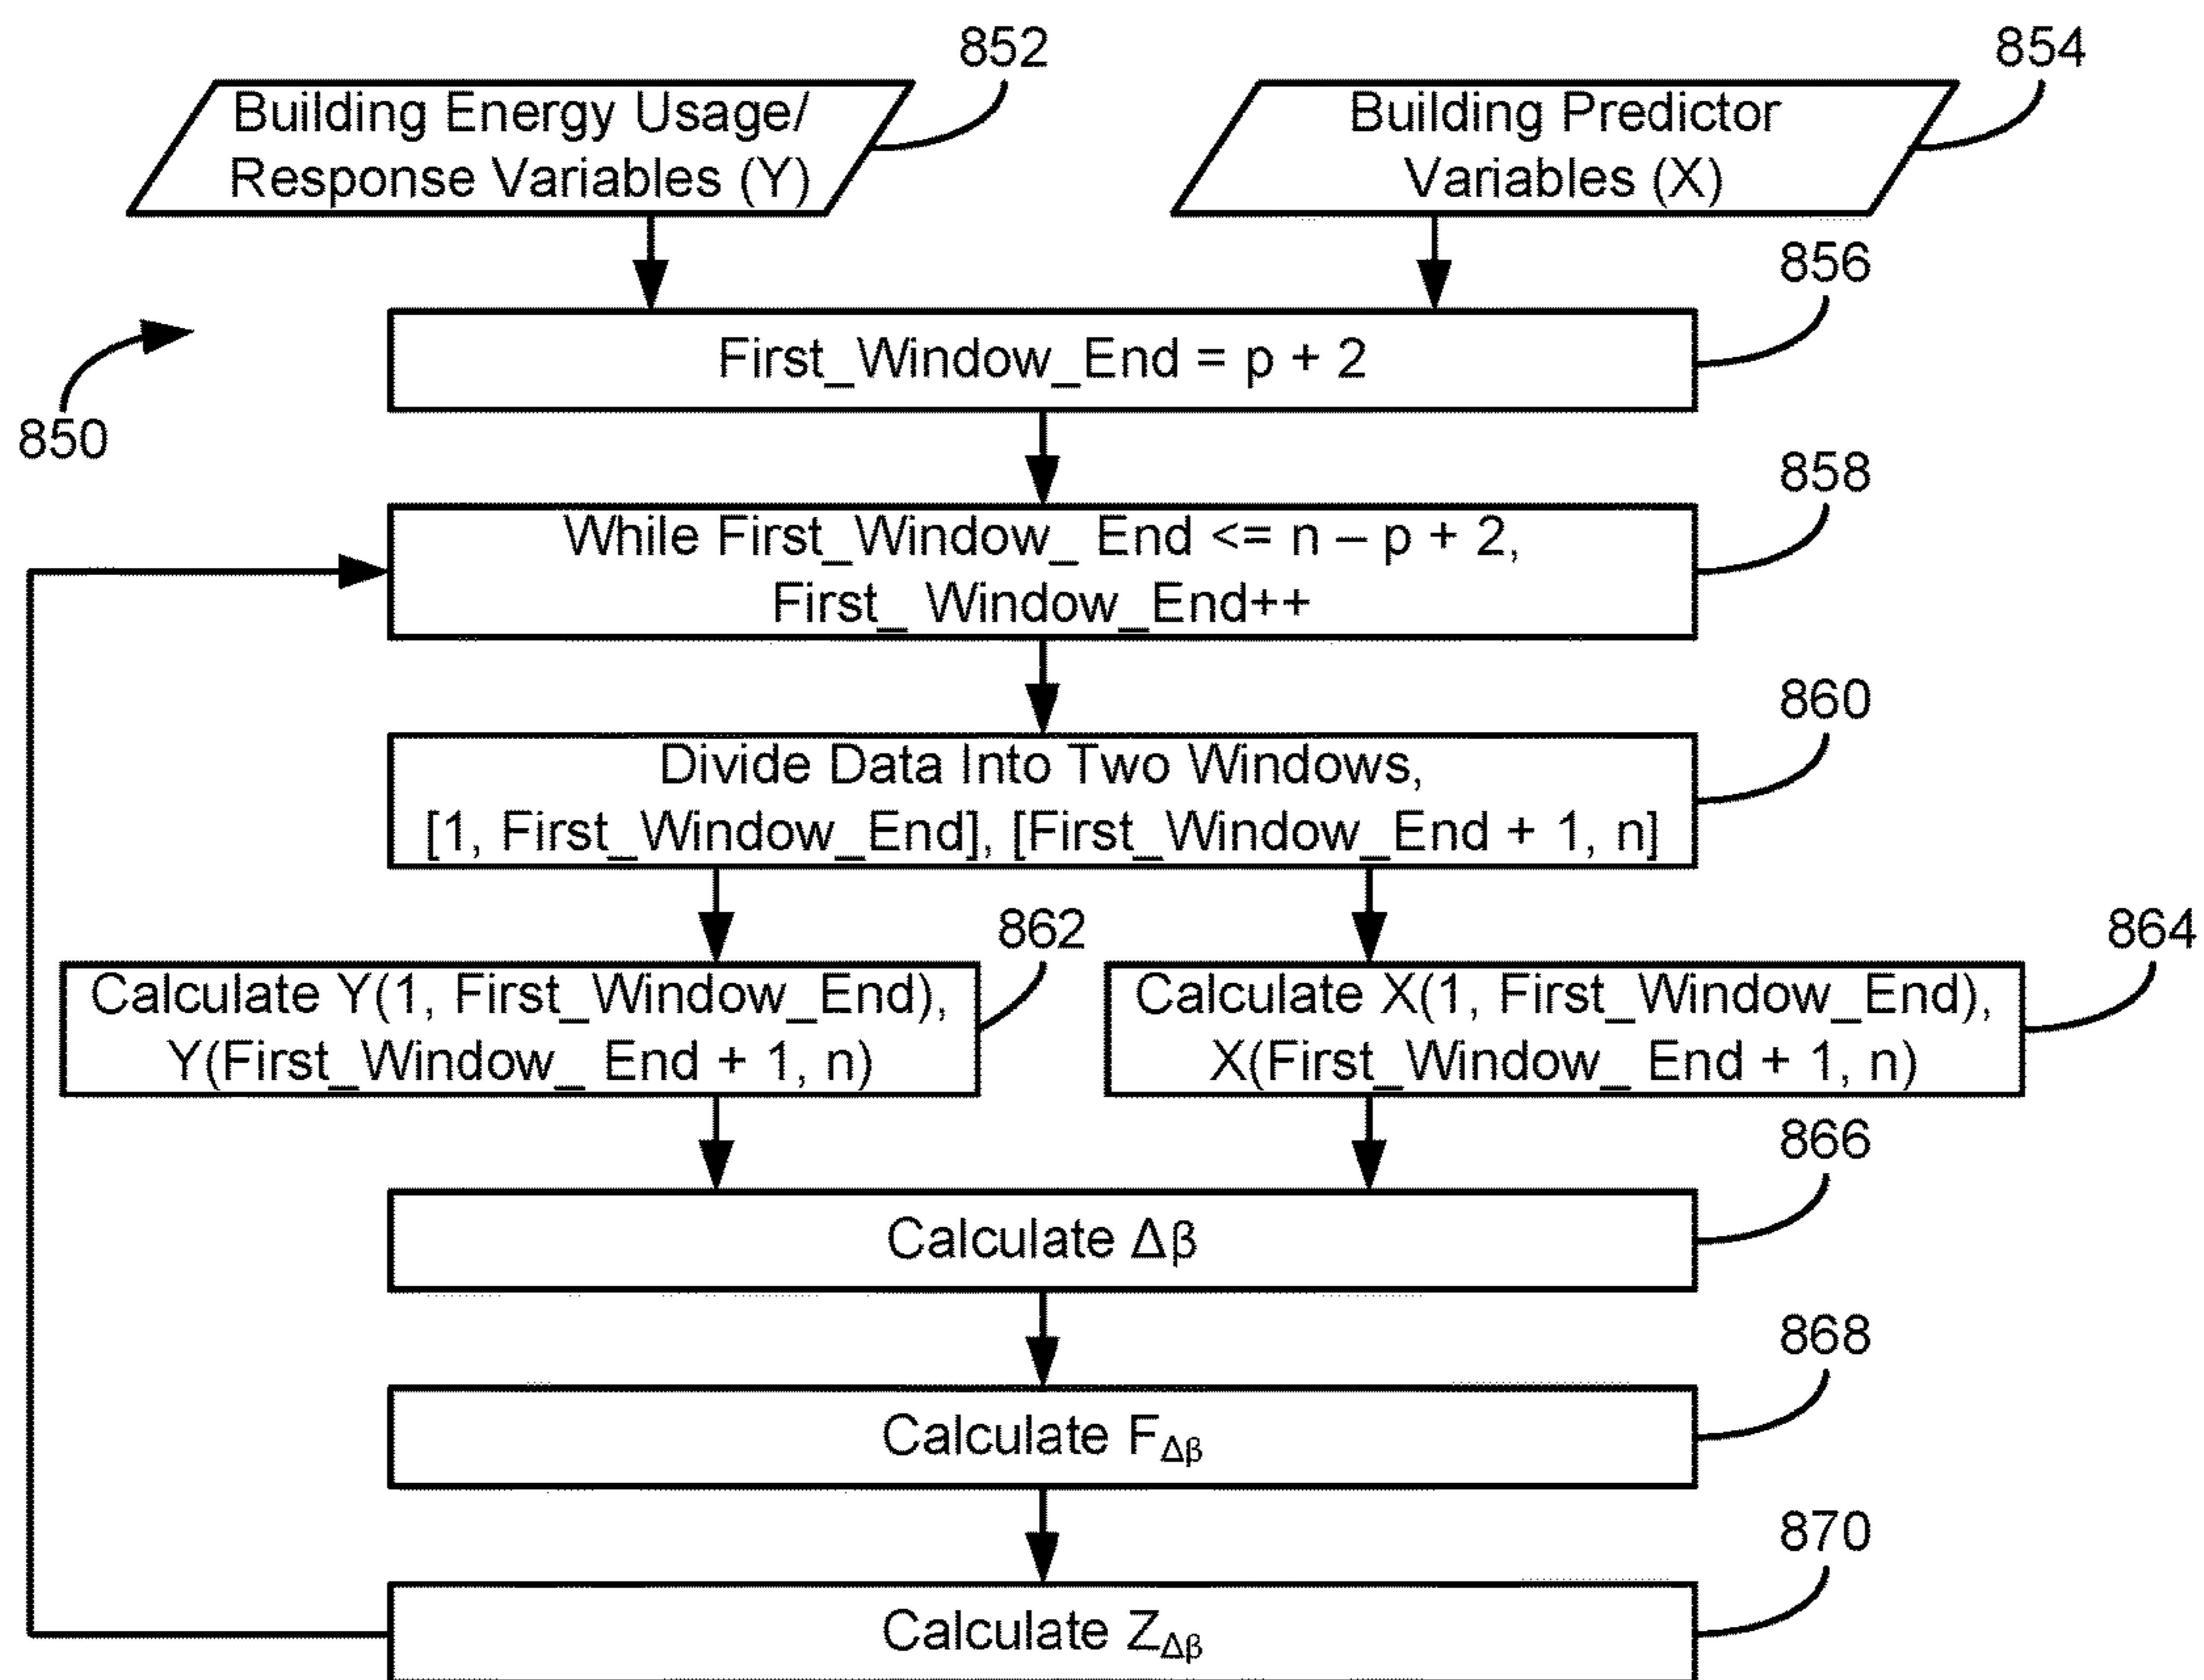 852
854
Building Energy Usage/
Response Variables (Y)
Building Predictor
Variables (X)
856
First_Window_End = p + 2
850
858
While First_Window_ End <= n – p + 2,
First_ Window_End++
860
Divide Data Into Two Windows,
[1, First_Window_End], [First_Window_End + 1, n]
862
864
Calculate Y(1, First_Window_End),
Y(First_Window_ End + 1, n)
Calculate X(1, First_Window_End),
X(First_Window_ End + 1, n)
866
Calculate Δβ
868
Calculate F_Δβ
870
Calculate Z_Δβ